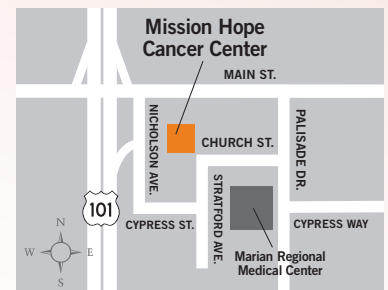 Mission Hope
Cancer Center
MAIN ST.
NICHOLSON AVE.
CHURCH ST.
PALISADE DR.
STRATFORD AVE.
101
CYPRESS ST.
CYPRESS WAY
N
W
E
S
Marian Regional
Medical Center